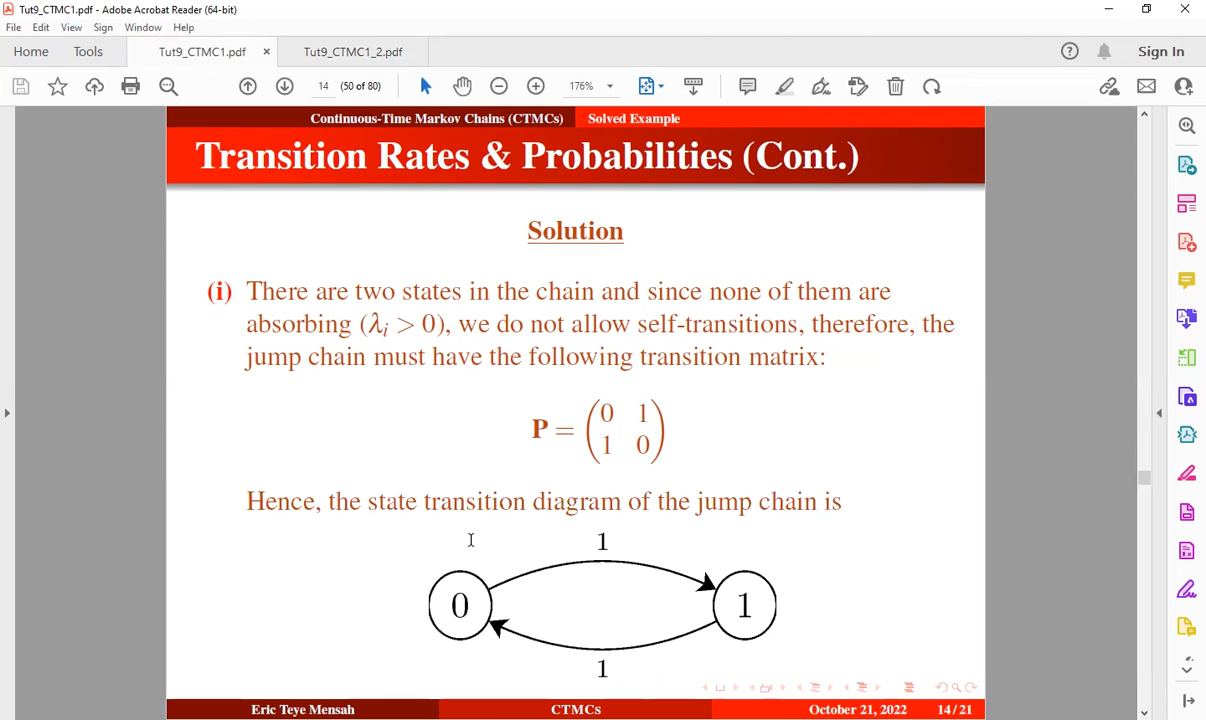 Tut9_CTMC1.pdf - Adobe Acrobat Reader (64-bit)
File Edit View Sign Window Help
Home Tools Tut9_CTMC1.pdf × Tut9_CTMC1_2.pdf Sign In
14 (50 of 80) 176%
Continuous-Time Markov Chains (CTMCs) Solved Example
Transition Rates & Probabilities (Cont.)
Solution
(i) There are two states in the chain and since none of them are
absorbing (λᵢ > 0), we do not allow self-transitions, therefore, the
jump chain must have the following transition matrix:
P = (0 1
1 0)
Hence, the state transition diagram of the jump chain is
1
0 1
1
Eric Teye Mensah CTMCs October 21, 2022 14 / 21